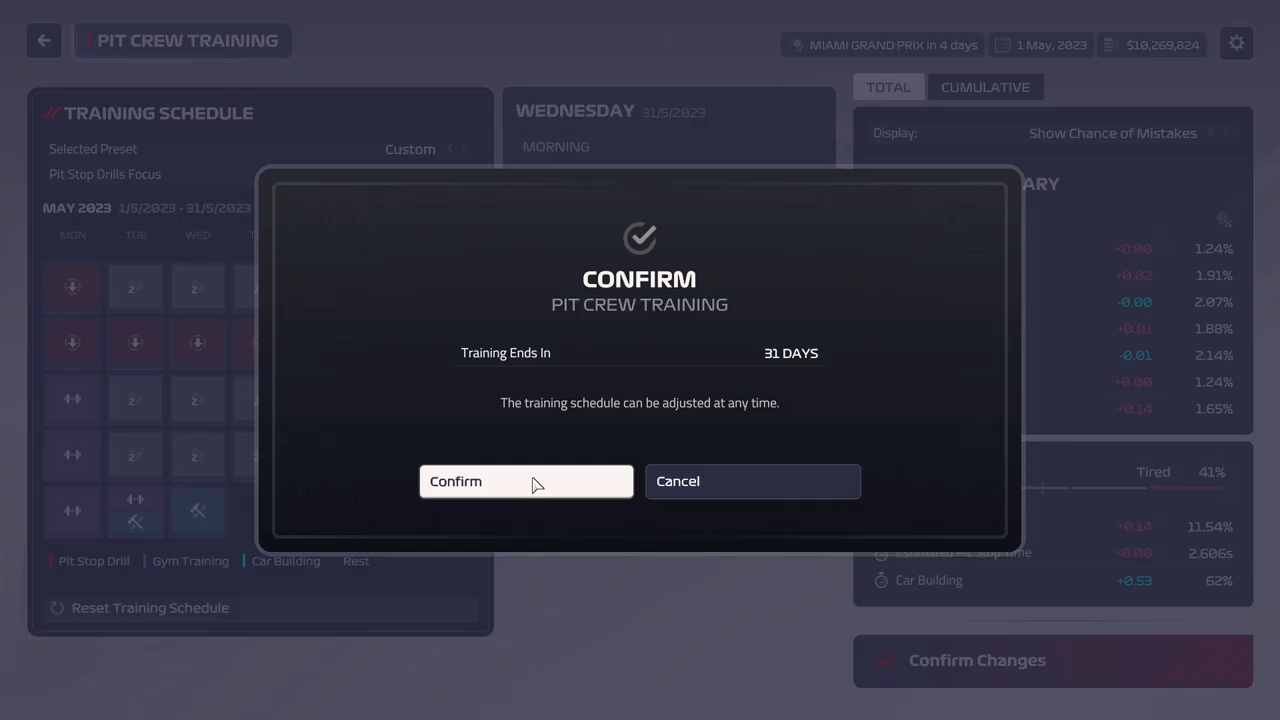 PIT CREW TRAINING
MIAMI GRAND PRIX in 4 days
1 May, 2023
$10,269,824
TOTAL
CUMULATIVE
TRAINING SCHEDULE
Selected Preset
Custom
Pit Stop Drills Focus
MAY 2023 1/5/2023 - 31/5/2023
MON
TUE
WED
WEDNESDAY 31/5/2023
MORNING
Display:
Show Chance of Mistakes
ARY
+0.00 1.24%
+0.02 1.91%
-0.00 2.07%
+0.01 1.88%
-0.01 2.14%
+0.00 1.24%
+0.14 1.65%
CONFIRM
PIT CREW TRAINING
Training Ends In
31 DAYS
The training schedule can be adjusted at any time.
Confirm
Cancel
Tired 41%
+0.14 11.54%
Estimated Pit Stop Time +0.00 2.606s
Car Building +0.53 62%
Pit Stop Drill
Gym Training
Car Building
Rest
Reset Training Schedule
Confirm Changes